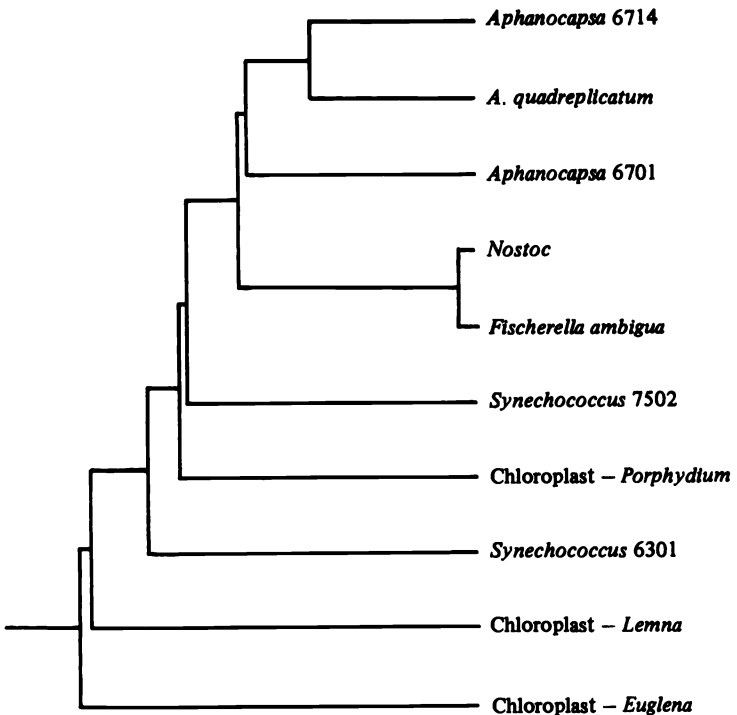 Aphanocapsa 6714
A. quadreplicatum
Aphanocapsa 6701
Nostoc
Fischerella ambigua
Synechococcus 7502
Chloroplast – Porphydium
Synechococcus 6301
Chloroplast – Lemna
Chloroplast – Euglena